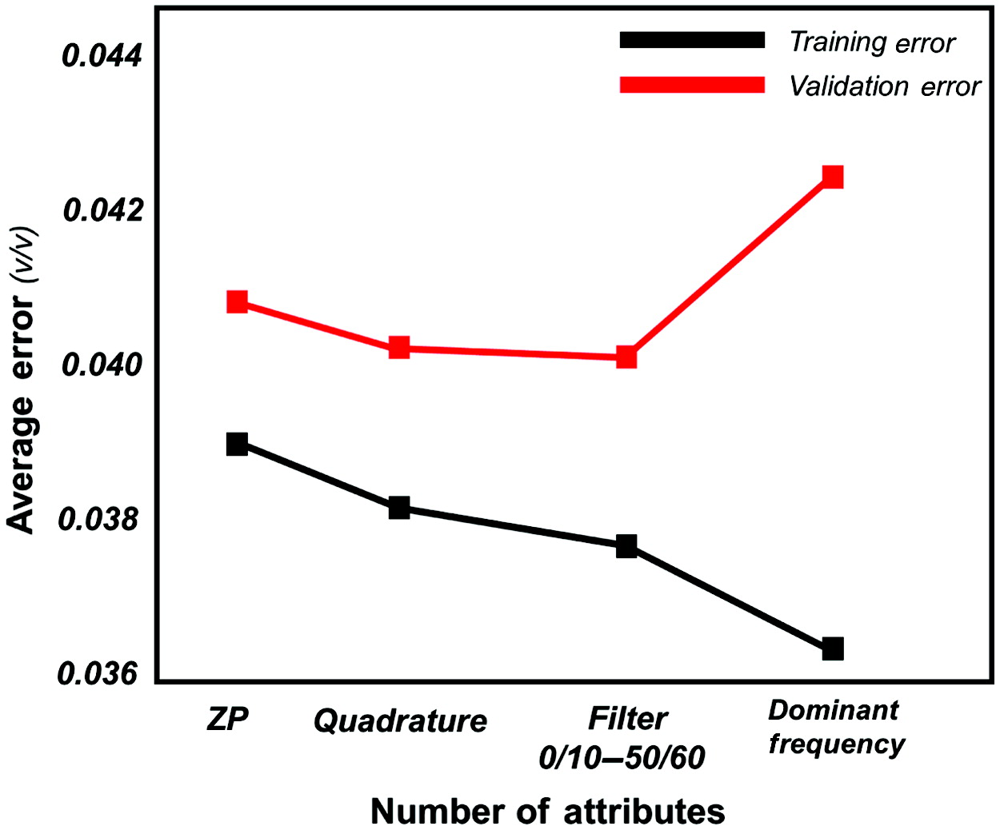 0.044
0.042
0.040
0.038
0.036
Average error (v/v)
Training error
Validation error
ZP
Quadrature
Filter
0/10–50/60
Dominant
frequency
Number of attributes